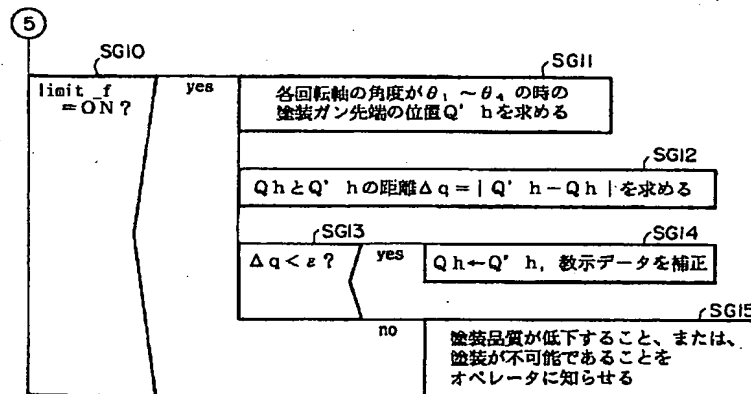 5
SG10
limit_f
=ON?
yes
SG11
各回転軸の角度がθ₁~θ₄の時の
塗装ガン先端の位置Q'hを求める
SG12
QhとQ'hの距離Δq=|Q'h-Qh|を求める
SG13
Δq<ε?
yes
SG14
Qh←Q'h, 教示データを補正
no
SG15
塗装品質が低下すること、または、
塗装が不可能であることを
オペレータに知らせる